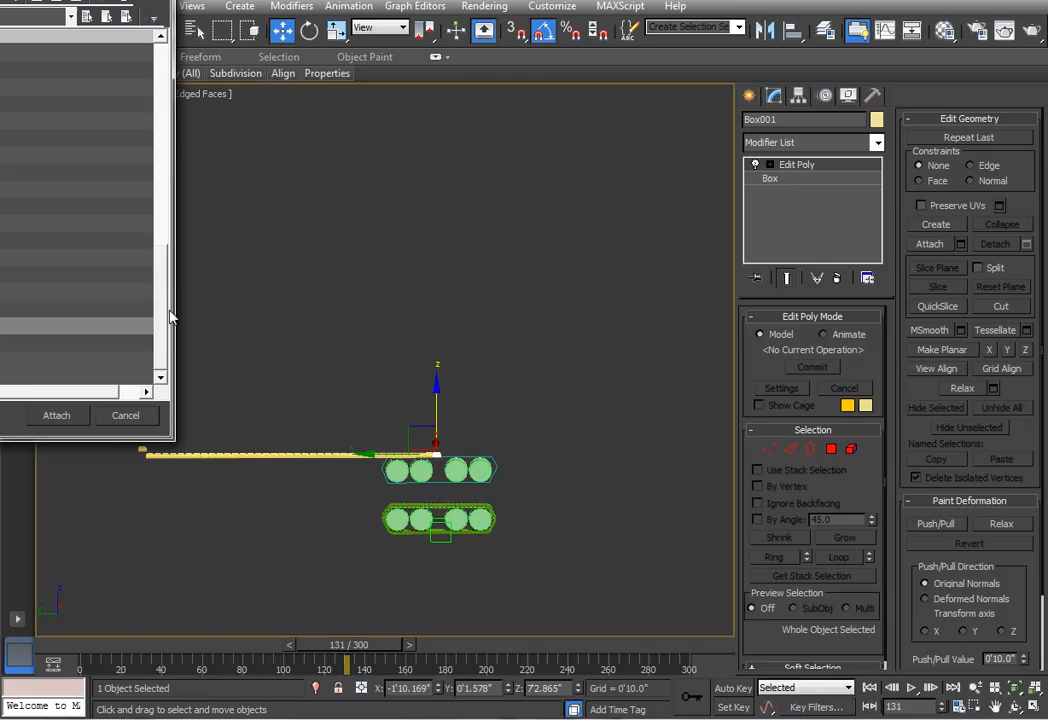 Views Create Modifiers Animation Graph Editors Rendering Customize MAXScript Help
View
Create Selection Se
Freeform Selection Object Paint
(All) Subdivision Align Properties
Edged Faces ]
Attach Cancel
z
z
131 / 300
0 20 40 60 80 100 120 140 160 180 200 220 240 260 280 300
1 Object Selected X: -1'10.169" Y: 0'1.578" Z: 7'2.865" Grid = 0'10.0"
Welcome to M
Click and drag to select and move objects
Add Time Tag
Auto Key Selected
Set Key Key Filters...
131
Box001
Modifier List
Edit Poly
Box
Edit Poly Mode
Model Animate
<No Current Operation>
Commit
Settings Cancel
Show Cage
Selection
Use Stack Selection
By Vertex
Ignore Backfacing
By Angle: 45.0
Shrink Grow
Ring Loop
Get Stack Selection
Preview Selection
Off SubObj Multi
Whole Object Selected
Soft Selection
Edit Geometry
Repeat Last
Constraints
None Edge
Face Normal
Preserve UVs
Create Collapse
Attach Detach
Slice Plane Split
Slice Reset Plane
QuickSlice Cut
MSmooth Tessellate
Make Planar X Y Z
View Align Grid Align
Relax
Hide Selected Unhide All
Hide Unselected
Named Selections:
Copy Paste
Delete Isolated Vertices
Paint Deformation
Push/Pull Relax
Revert
Push/Pull Direction
Original Normals
Deformed Normals
Transform axis
X Y Z
Push/Pull Value 0'10.0"